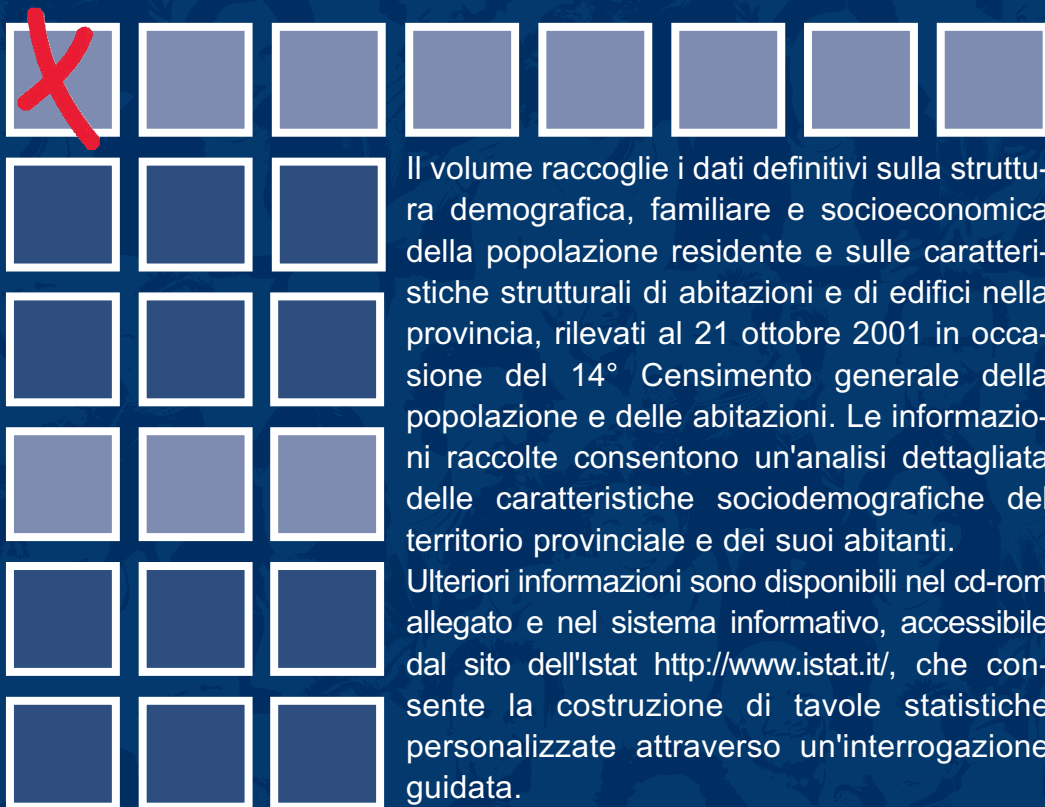 Il volume raccoglie i dati definitivi sulla struttu-
ra demografica, familiare e socioeconomica
della popolazione residente e sulle caratteri-
stiche strutturali di abitazioni e di edifici nella
provincia, rilevati al 21 ottobre 2001 in occa-
sione del 14° Censimento generale della
popolazione e delle abitazioni. Le informazio-
ni raccolte consentono un'analisi dettagliata
delle caratteristiche sociodemografiche del
territorio provinciale e dei suoi abitanti.
Ulteriori informazioni sono disponibili nel cd-rom
allegato e nel sistema informativo, accessibile
dal sito dell'Istat http://www.istat.it/, che con-
sente la costruzione di tavole statistiche
personalizzate attraverso un'interrogazione
guidata.